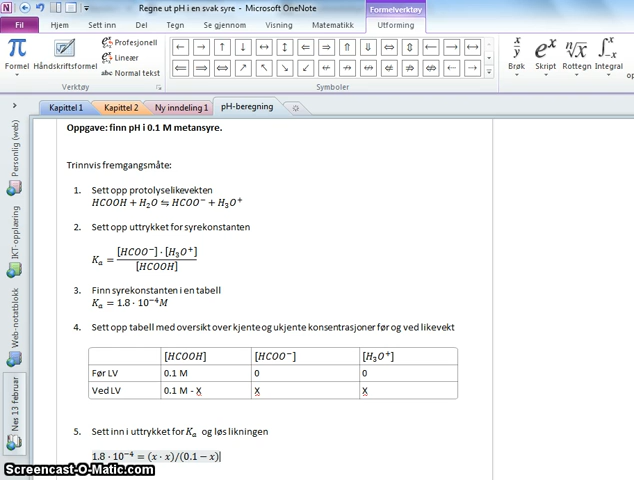 Regne ut pH i en svak syre - Microsoft OneNote
Formelverktøy
Fil Hjem Sett inn Del Tegn Se gjennom Visning Matematikk Utforming
π Formel
Håndskriftsformel
Profesjonell
Lineær
abc Normal tekst
Verktøy
Symboler
x/y Brøk
eˣ Skript
ⁿ√x Rottegn
∫₋ₓˣ Integral
Kapittel 1 Kapittel 2 Ny inndeling 1 pH-beregning
Personlig (web)
IKT-opplæring
Web-notatblokk
Nes 13 februar
Oppgave: finn pH i 0.1 M metansyre.
Trinnvis fremgangsmåte:
1. Sett opp protolyselikevekten
HCOOH + H₂O ⇋ HCOO⁻ + H₃O⁺
2. Sett opp uttrykket for syrekonstanten
Kₐ = [HCOO⁻] · [H₃O⁺] / [HCOOH]
3. Finn syrekonstanten i en tabell
Kₐ = 1.8 · 10⁻⁴M
4. Sett opp tabell med oversikt over kjente og ukjente konsentrasjoner før og ved likevekt
[HCOOH] [HCOO⁻] [H₃O⁺]
Før LV 0.1 M 0 0
Ved LV 0.1 M - X X X
5. Sett inn i uttrykket for Kₐ og løs likningen
1.8 · 10⁻⁴ = (x · x)/(0.1 − x)
Screencast-O-Matic.com